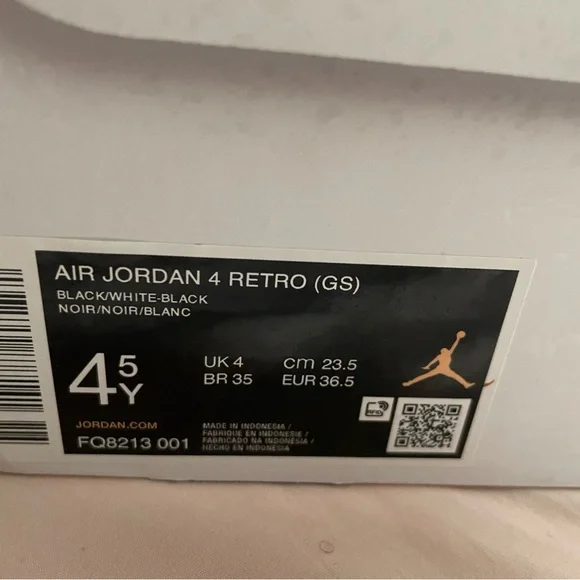 AIR JORDAN 4 RETRO (GS)
BLACK/WHITE-BLACK
NOIR/NOIR/BLANC
4 5Y
UK 4 cm 23.5
BR 35 EUR 36.5
JORDAN.COM
FQ8213 001
MADE IN INDONESIA /
FABRIQUE EN INDONESIE /
FABRICADO NA INDONESIA /
HECHO EN INDONESIA